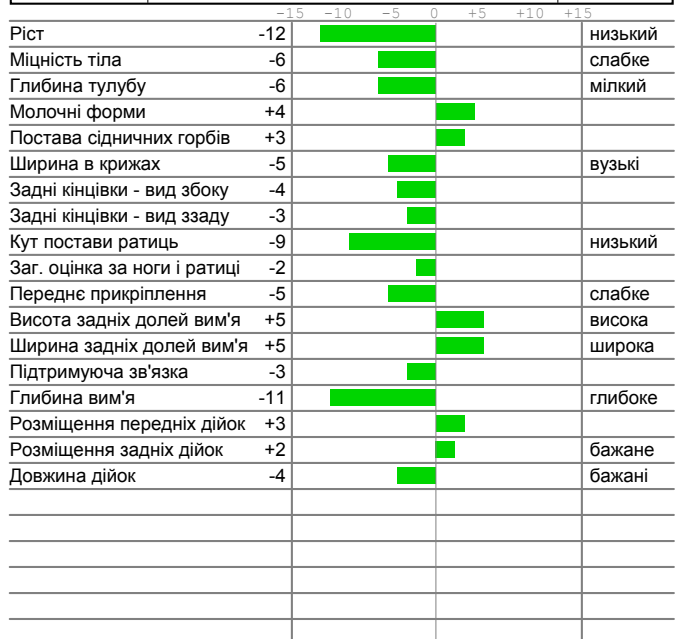 -15 -10 -5 0 +5 +10 +15
Ріст -12 низький
Міцність тіла -6 слабке
Глибина тулубу -6 мілкий
Молочні форми +4
Постава сідничних горбів +3
Ширина в крижах -5 вузькі
Задні кінцівки - вид збоку -4
Задні кінцівки - вид ззаду -3
Кут постави ратиць -9 низький
Заг. оцінка за ноги і ратиці -2
Переднє прикріплення -5 слабке
Висота задніх долей вим'я +5 висока
Ширина задніх долей вим'я +5 широка
Підтримуюча зв'язка -3
Глибина вим'я -11 глибоке
Розміщення передніх дійок +3
Розміщення задніх дійок +2 бажане
Довжина дійок -4 бажані